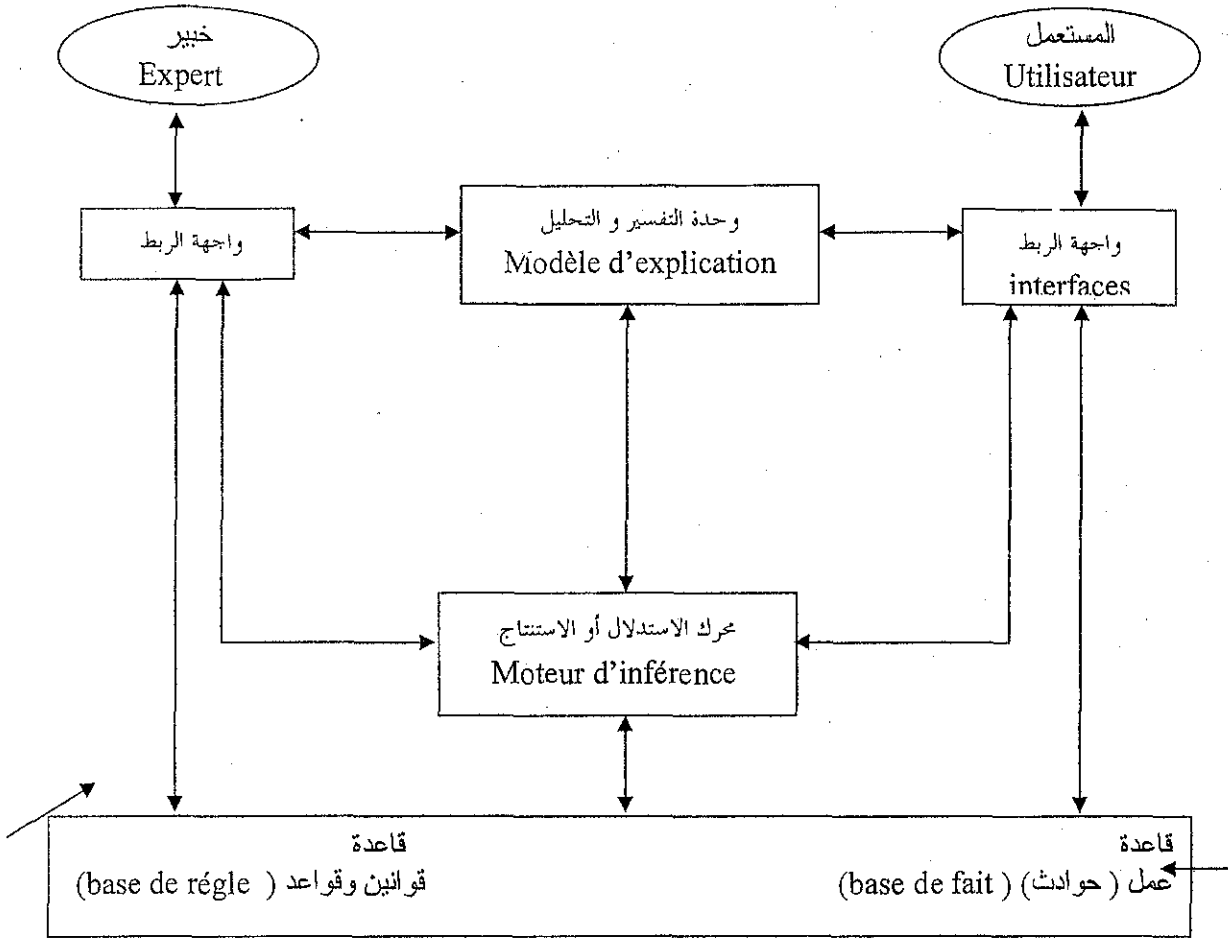 خبير
Expert
المستعمل
Utilisateur
واجهة الربط
وحدة التفسير و التحليل
Modèle d'explication
واجهة الربط
interfaces
محرك الاستدلال أو الاستنتاج
Moteur d'inférence
قاعدة
قوانين وقواعد ( base de régle)
قاعدة
عمل ( حوادث) ( base de fait)